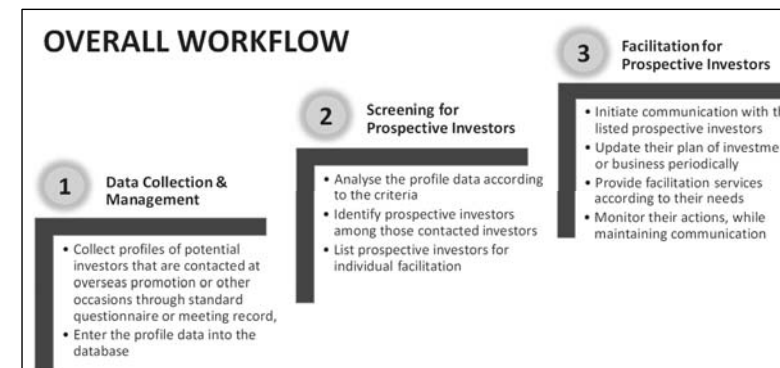 OVERALL WORKFLOW
1
Data Collection &
Management
• Collect profiles of potential
investors that are contacted at
overseas promotion or other
occasions through standard
questionnaire or meeting record,
• Enter the profile data into the
database
2
Screening for
Prospective Investors
• Analyse the profile data according
to the criteria
• Identify prospective investors
among those contacted investors
• List prospective investors for
individual facilitation
3
Facilitation for
Prospective Investors
• Initiate communication with th
listed prospective investors
• Update their plan of investme
or business periodically
• Provide facilitation services
according to their needs
• Monitor their actions, while
maintaining communication